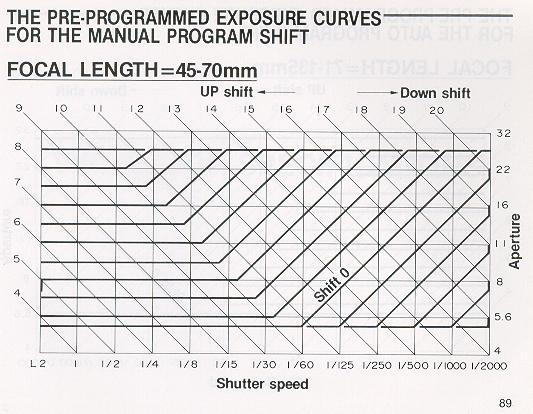 THE PRE-PROGRAMMED EXPOSURE CURVES
FOR THE MANUAL PROGRAM SHIFT
FOCAL LENGTH=45-70mm
UP shift ← → Down shift
9 10 11 12 13 14 15 16 17 18 19 20
8
7
6
5
4
32
22
16
11
8
5.6
4
Aperture
Shift 0
L2 1 1/2 1/4 1/8 1/15 1/30 1/60 1/125 1/250 1/500 1/1000 1/2000
Shutter speed
89